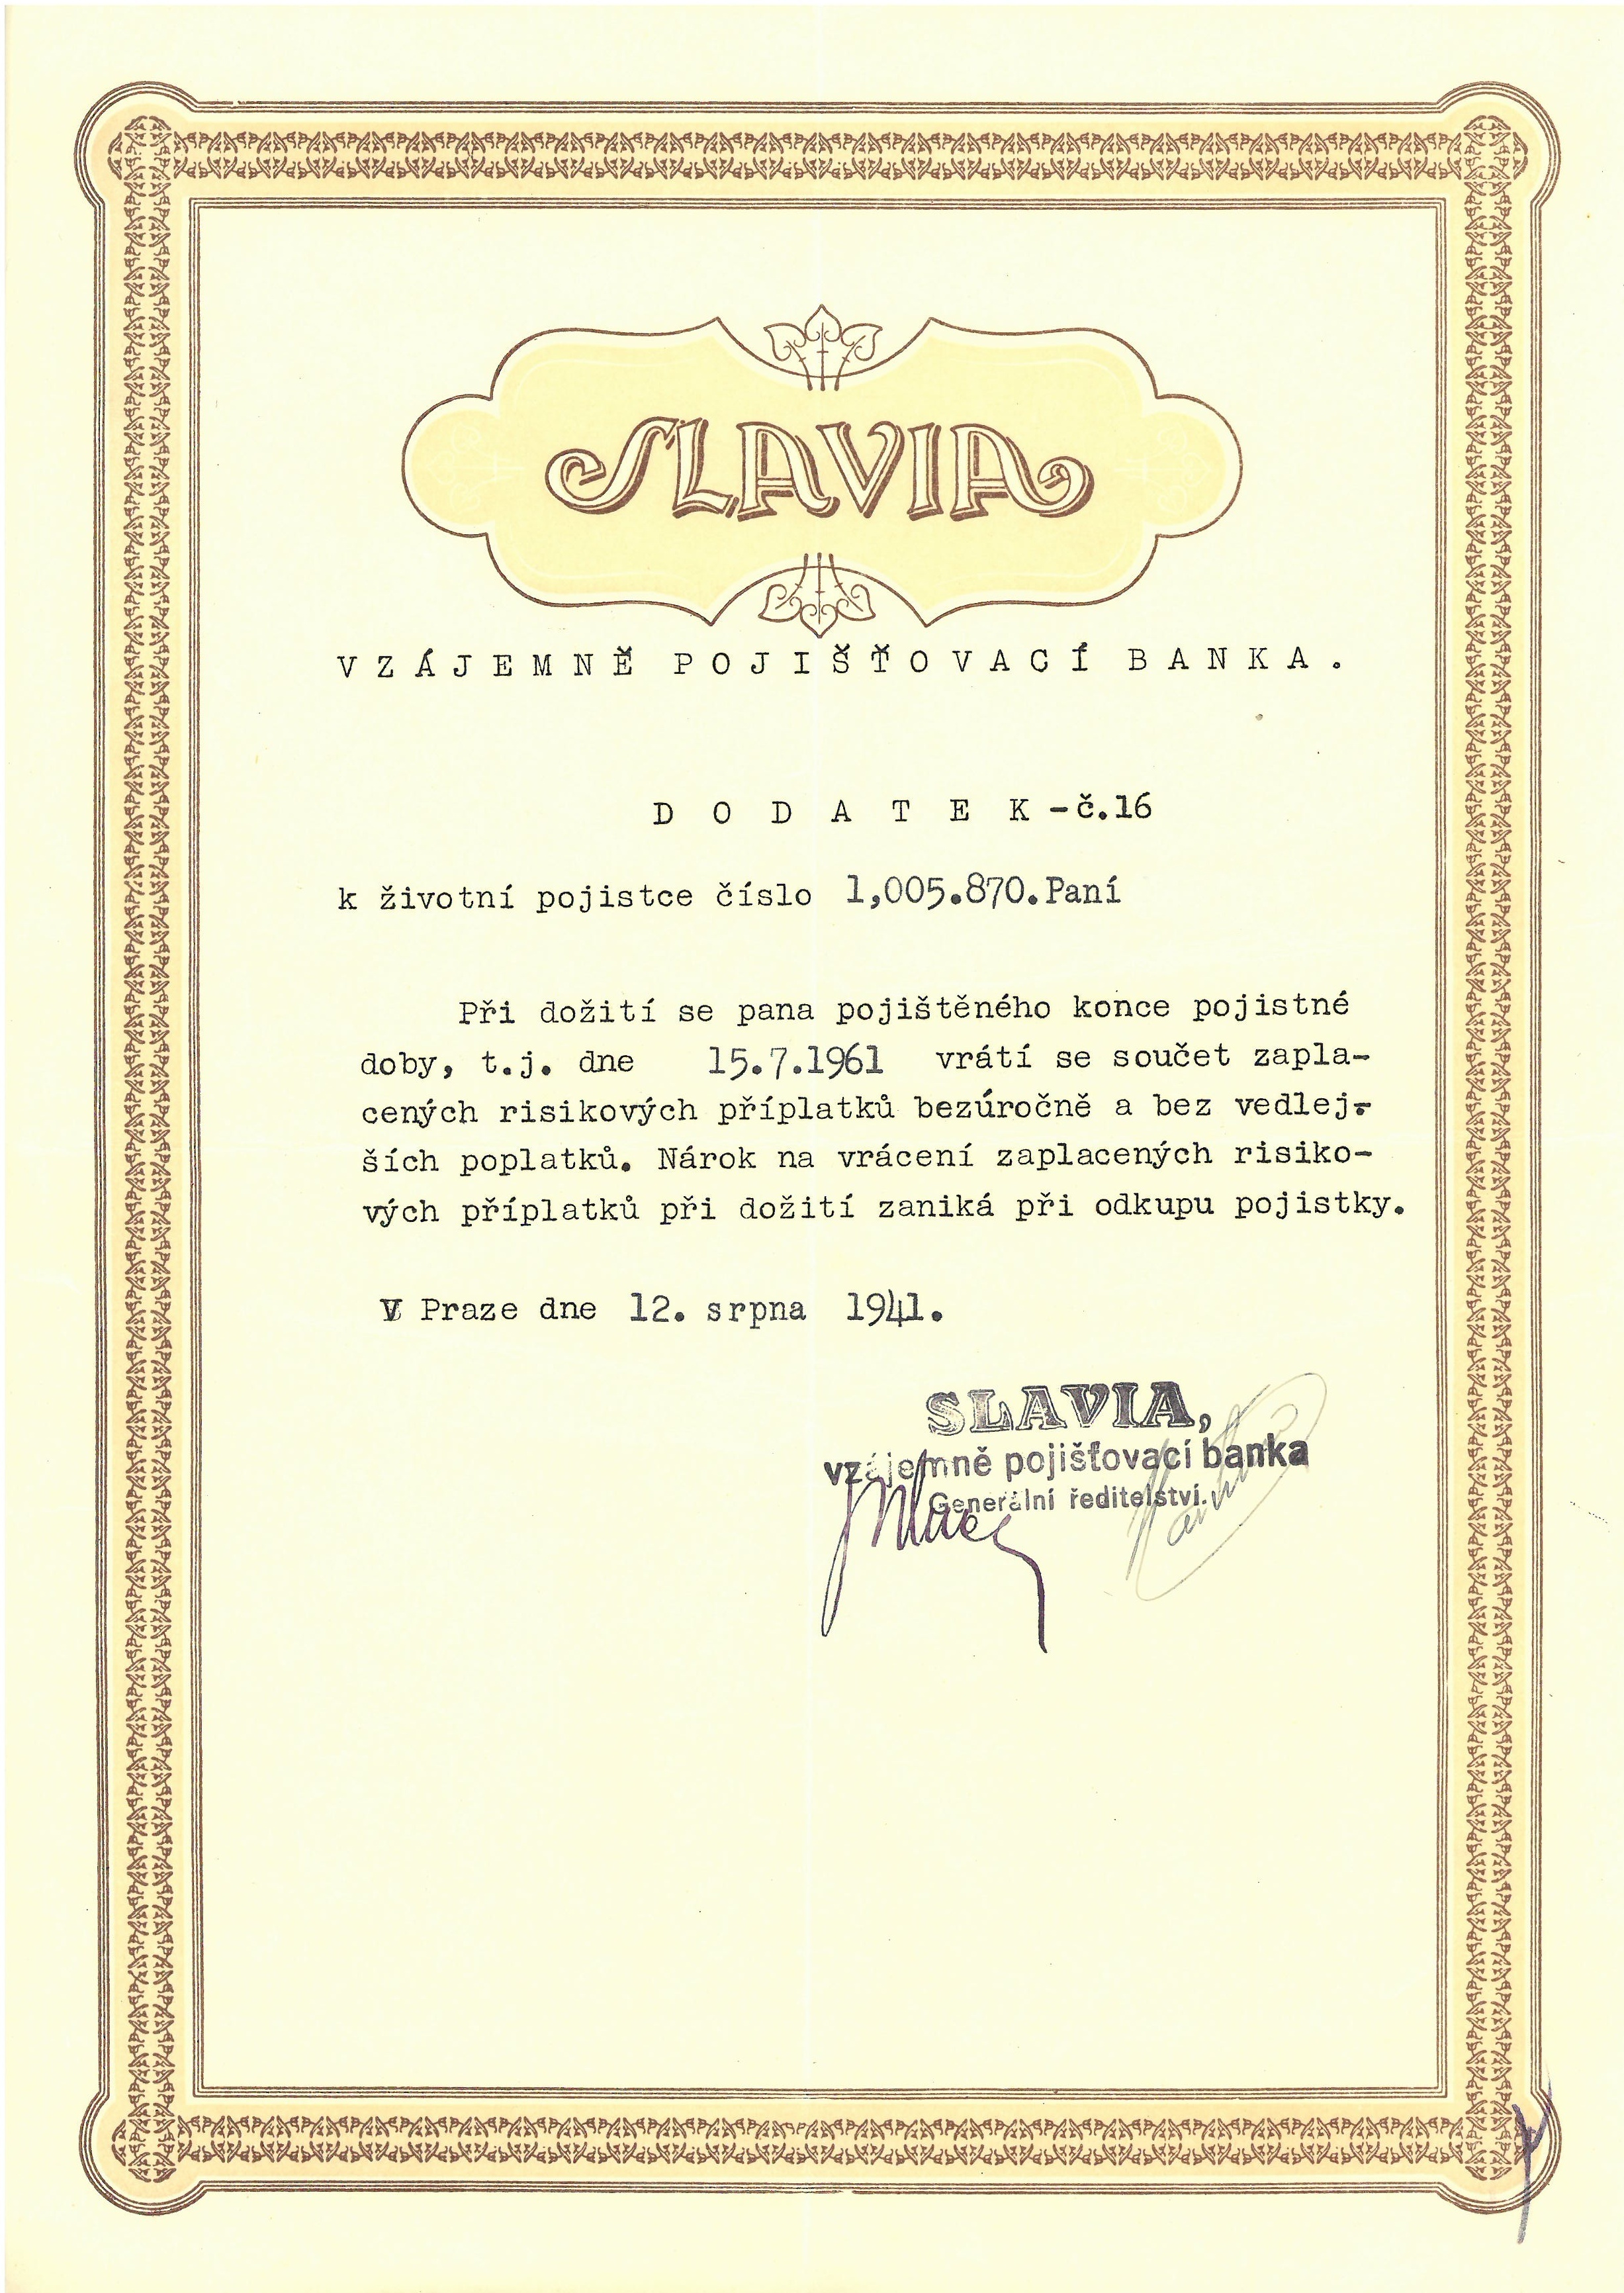 SLAVIA
VZÁJEMNĚ POJIŠŤOVACÍ BANKA.
DODATEK-č.16
k životní pojistce číslo 1,005.870.Paní
Při dožití se pana pojištěného konce pojistné
doby, t.j. dne 15.7.1961 vrátí se součet zapla-
cených risikových příplatků bezúročně a bez vedlej-
ších poplatků. Nárok na vrácení zaplacených risiko-
vých příplatků při dožití zaniká při odkupu pojistky.
V Praze dne 12. srpna 1941.
SLAVIA,
vzájemně pojišťovací banka
Generální ředitelství.